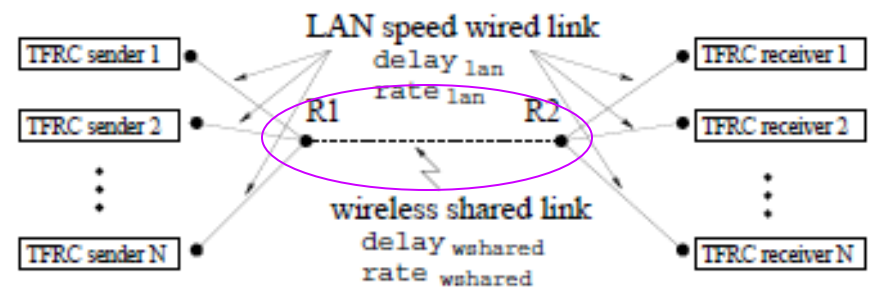 LAN speed wired link
TFRC sender 1
delay lan
TFRC receiver 1
rate lan
R1
R2
TFRC sender 2
TFRC receiver 2
wireless shared link
delay wshared
TFRC sender N
TFRC receiver N
rate wshared